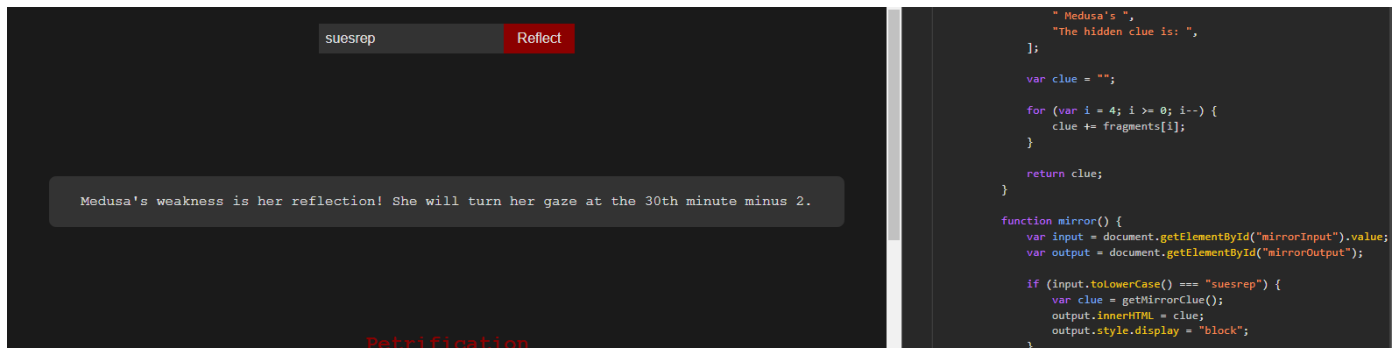 suesrep Reflect
Medusa's weakness is her reflection! She will turn her gaze at the 30th minute minus 2.
Petrification
" Medusa's ",
"The hidden clue is: ",
];
var clue = "";
for (var i = 4; i >= 0; i--) {
clue += fragments[i];
}
return clue;
}
function mirror() {
var input = document.getElementById("mirrorInput").value;
var output = document.getElementById("mirrorOutput");
if (input.toLowerCase() === "suesrep") {
var clue = getMirrorClue();
output.innerHTML = clue;
output.style.display = "block";
}